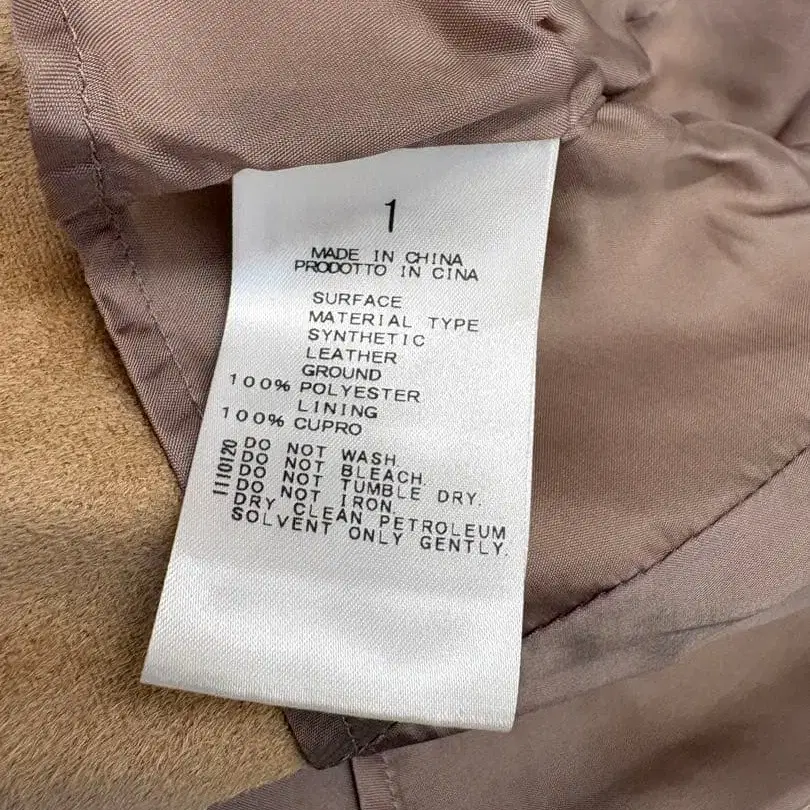 1
MADE IN CHINA
PRODOTTO IN CINA
SURFACE
MATERIAL TYPE
SYNTHETIC
LEATHER
GROUND
100% POLYESTER
LINING
100% CUPRO
1110120
DO NOT WASH.
DO NOT BLEACH.
DO NOT TUMBLE DRY.
DO NOT IRON.
DRY CLEAN PETROLEUM
SOLVENT ONLY GENTLY.